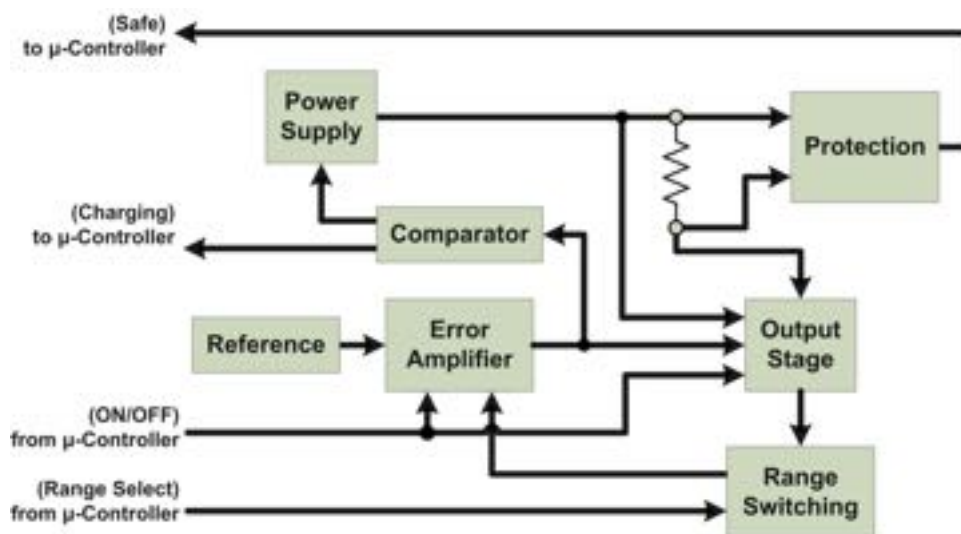 (Safe)
to µ-Controller
Power
Supply
Protection
(Charging)
to µ-Controller
Comparator
Reference
Error
Amplifier
Output
Stage
(ON/OFF)
from µ-Controller
(Range Select)
from µ-Controller
Range
Switching